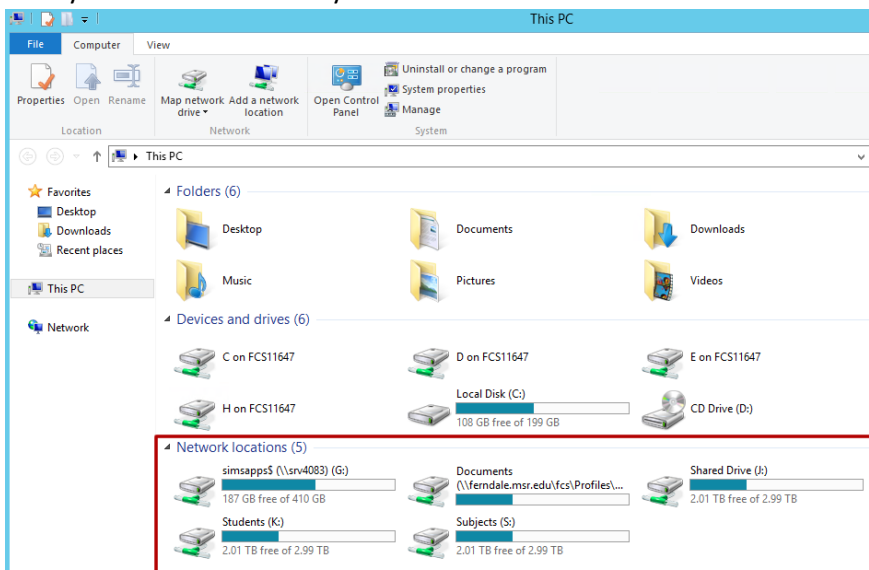 This PC
File Computer View
Properties Open Rename
Map network drive Add a network location
Open Control Panel
Uninstall or change a program
System properties
Manage
Location Network System
This PC
Favorites
Desktop
Downloads
Recent places
This PC
Network
Folders (6)
Desktop Documents Downloads
Music Pictures Videos
Devices and drives (6)
C on FCS11647 D on FCS11647 E on FCS11647
H on FCS11647
Local Disk (C:)
108 GB free of 199 GB
CD Drive (D:)
Network locations (5)
simsapps$ (\\srv4083) (G:)
187 GB free of 410 GB
Documents
(\\ferndale.msr.edu\fcs\Profiles\...
Shared Drive (J:)
2.01 TB free of 2.99 TB
Students (K:)
2.01 TB free of 2.99 TB
Subjects (S:)
2.01 TB free of 2.99 TB